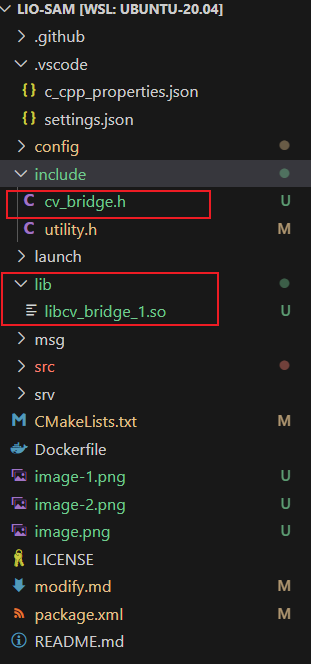 LIO-SAM [WSL: UBUNTU-20.04]
.github
.vscode
{} c_cpp_properties.json
{} settings.json
config
include
C cv_bridge.h U
C utility.h M
launch
lib
libcv_bridge_1.so U
msg
src
srv
M CMakeLists.txt M
Dockerfile
image-1.png U
image-2.png U
image.png U
LICENSE
modify.md M
package.xml M
README.md